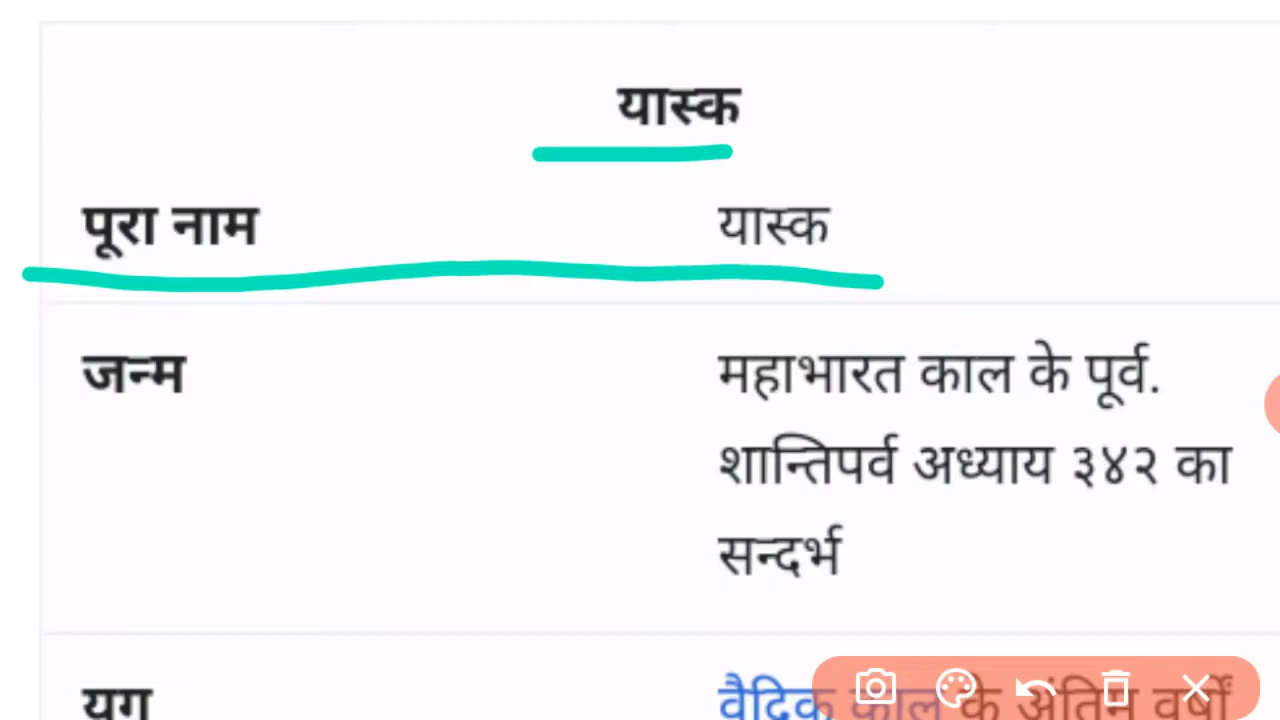 यास्क
पूरा नाम यास्क
जन्म महाभारत काल के पूर्व.
शान्तिपर्व अध्याय ३४२ का
सन्दर्भ
युग वैदिक काल के अंतिम वर्षों